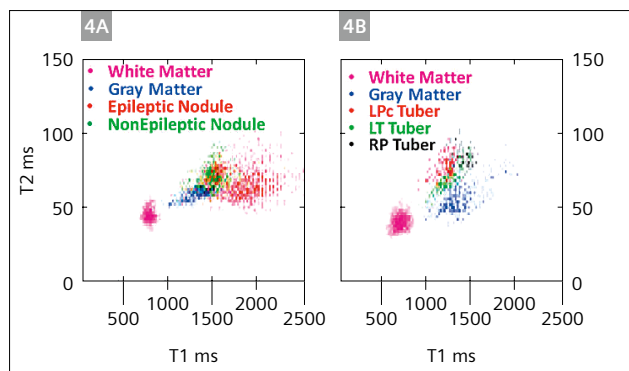 4A
150
White Matter
Gray Matter
Epileptic Nodule
NonEpileptic Nodule
100
T2 ms
50
0
1000 2000
500 1500 2500
T1 ms
4B
150
White Matter
Gray Matter
LPc Tuber
LT Tuber
RP Tuber
100
50
0
1000 2000
500 1500 2500
T1 ms